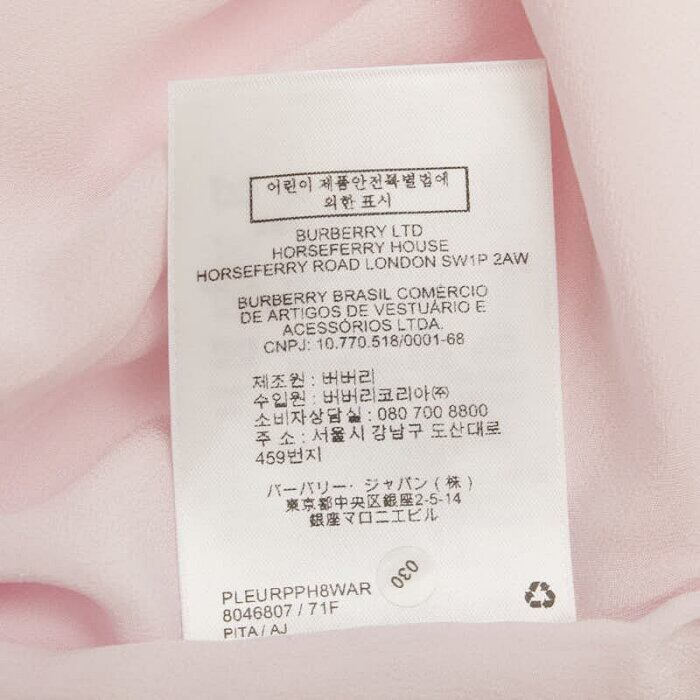 어린이 제품안전특별법에
의한 표시
BURBERRY LTD
HORSEFERRY HOUSE
HORSEFERRY ROAD LONDON SW1P 2AW
BURBERRY BRASIL COMÉRCIO
DE ARTIGOS DE VESTUÁRIO E
ACESSÓRIOS LTDA.
CNPJ: 10.770.518/0001-68
제조원 : 버버리
수입원 : 버버리코리아㈜
소비자상담실 : 080 700 8800
주 소 : 서울시 강남구 도산대로
459번지
バーバリー・ジャパン(株)
東京都中央区銀座2-5-14
銀座マロニエビル
030
PLEURPPH8WAR
8046807 / 71F
PITA / AJ